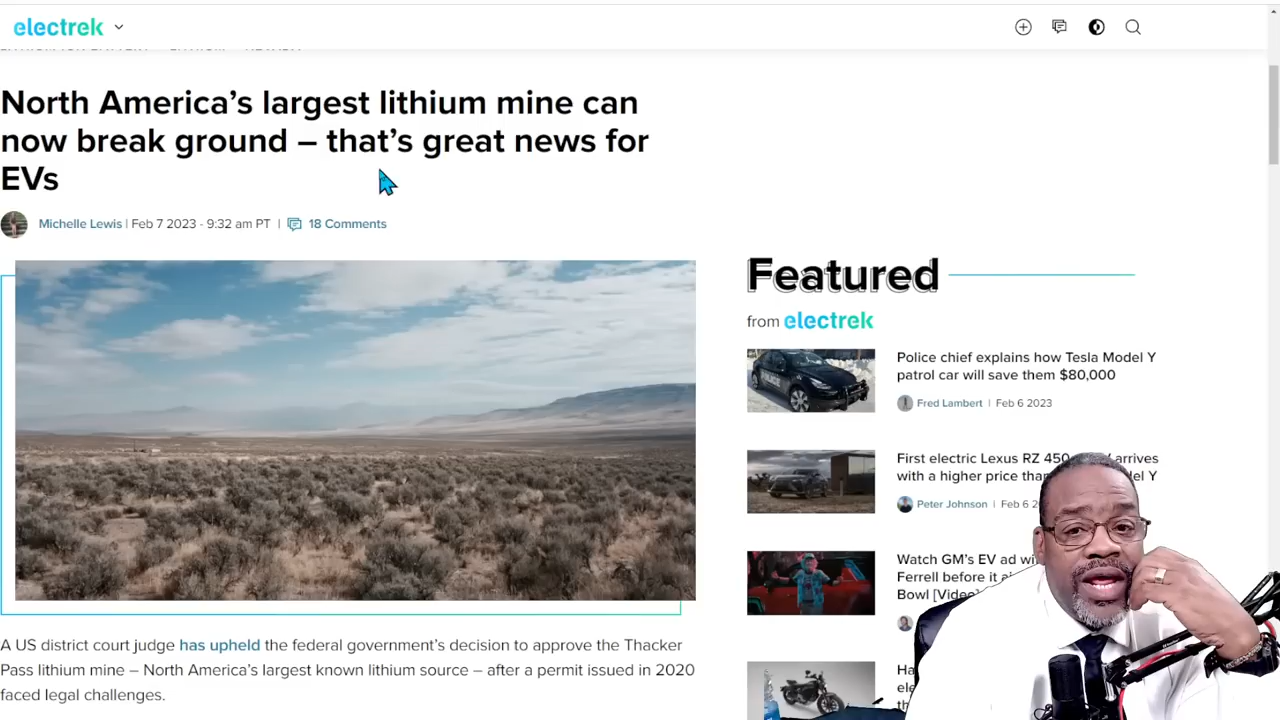 electrek
North America's largest lithium mine can
now break ground – that's great news for
EVs
Michelle Lewis | Feb 7 2023 - 9:32 am PT | 18 Comments
Featured
from electrek
Police chief explains how Tesla Model Y
patrol car will save them $80,000
Fred Lambert | Feb 6 2023
First electric Lexus RZ 450 arrives
with a higher price
Peter Johnson | Feb 6
Watch GM's EV ad
Ferrell before it
Bowl [Video]
A US district court judge has upheld the federal government's decision to approve the Thacker
Pass lithium mine – North America's largest known lithium source – after a permit issued in 2020
faced legal challenges.